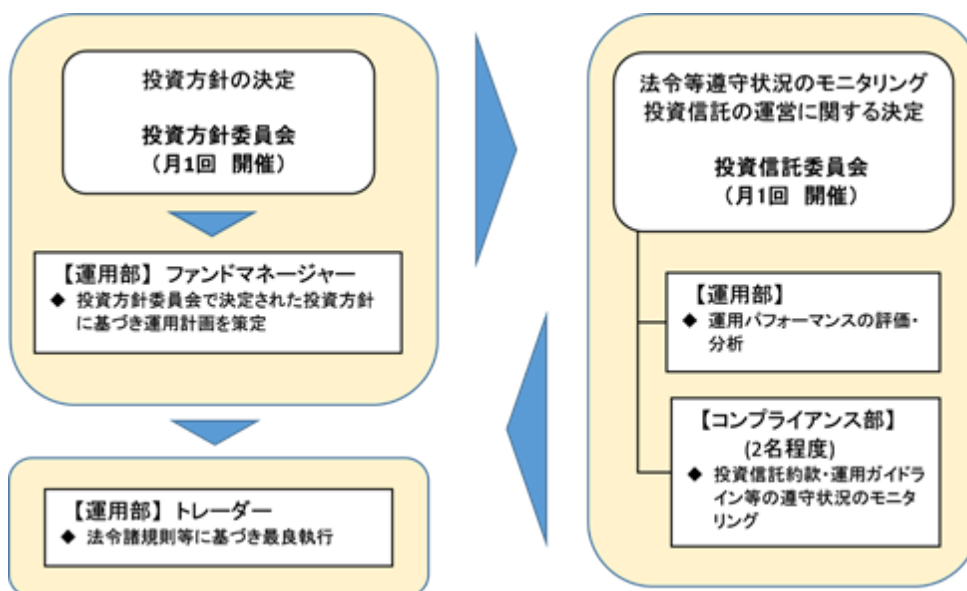 投資方針の決定
投資方針委員会
（月1回 開催）
【運用部】 ファンドマネージャー
◆ 投資方針委員会で決定された投資方針
に基づき運用計画を策定
【運用部】 トレーダー
◆ 法令諸規則等に基づき最良執行
法令等遵守状況のモニタリング
投資信託の運営に関する決定
投資信託委員会
（月1回 開催）
【運用部】
◆ 運用パフォーマンスの評価・
分析
【コンプライアンス部】
(2名程度)
◆ 投資信託約款・運用ガイドラ
イン等の遵守状況のモニタ
リング